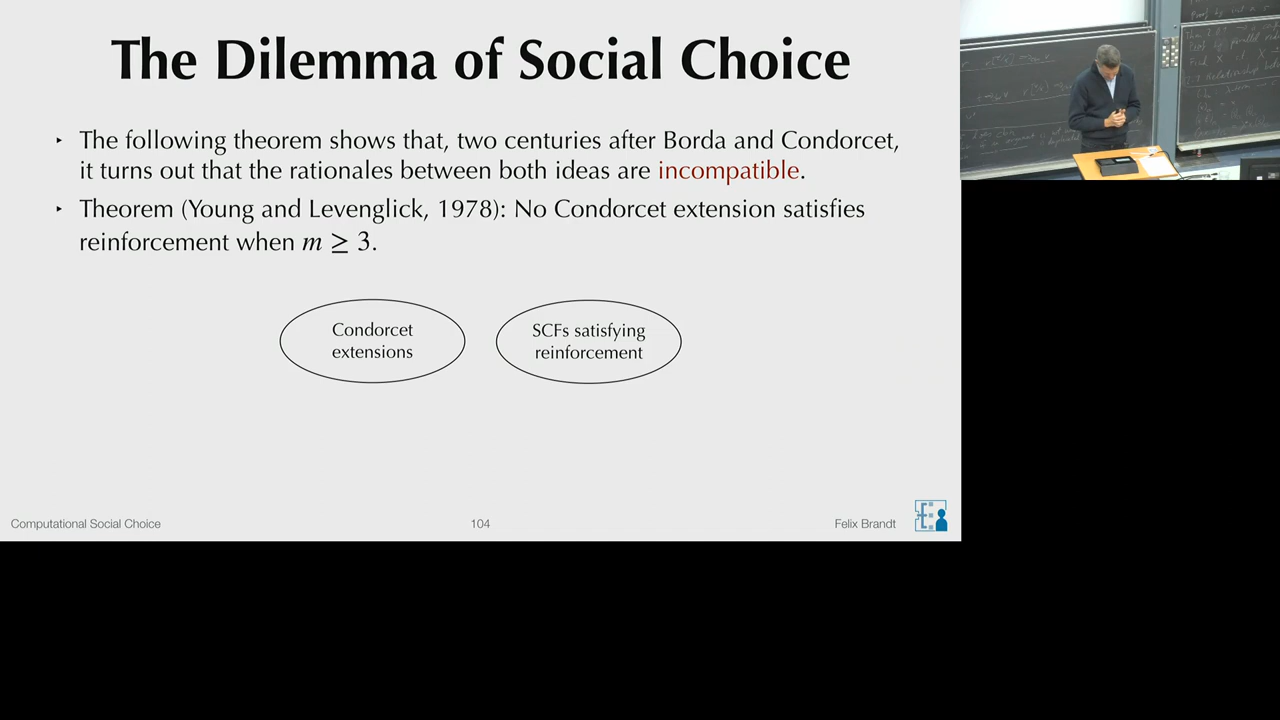 The Dilemma of Social Choice
‣ The following theorem shows that, two centuries after Borda and Condorcet,
it turns out that the rationales between both ideas are incompatible.
‣ Theorem (Young and Levenglick, 1978): No Condorcet extension satisfies
reinforcement when m ≥ 3.
Condorcet
extensions
SCFs satisfying
reinforcement
Computational Social Choice
104
Felix Brandt